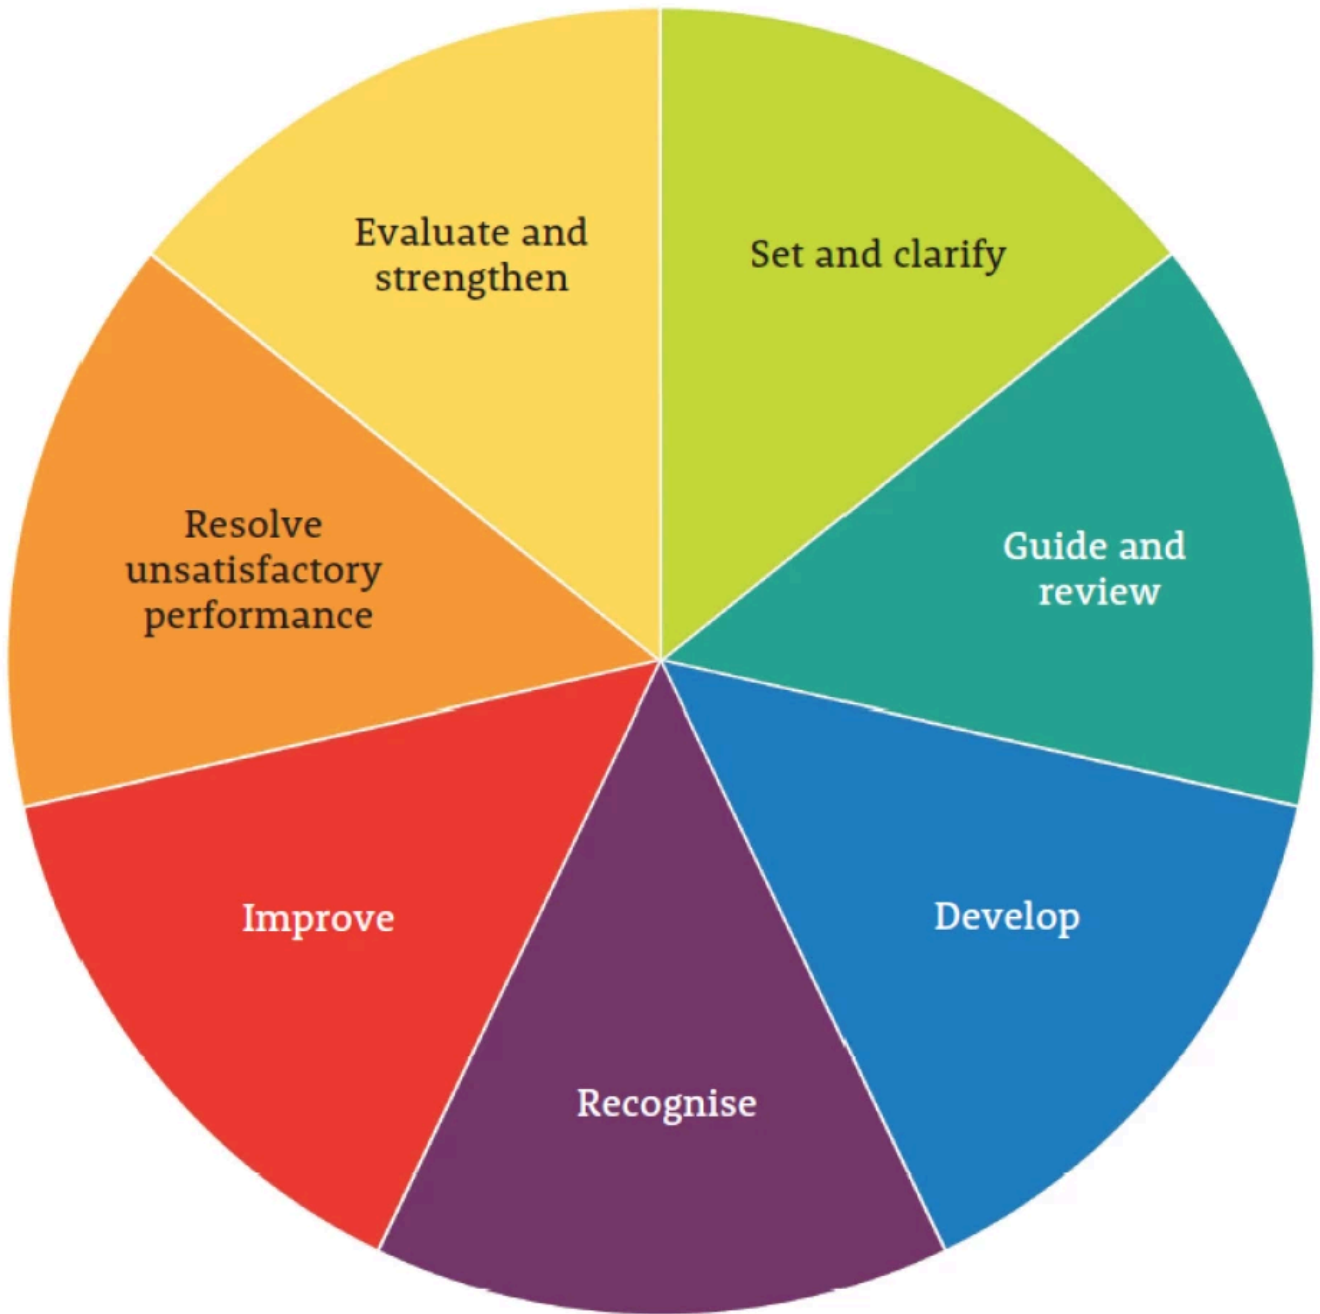 Set and clarify
Guide and
review
Develop
Recognise
Improve
Resolve
unsatisfactory
performance
Evaluate and
strengthen